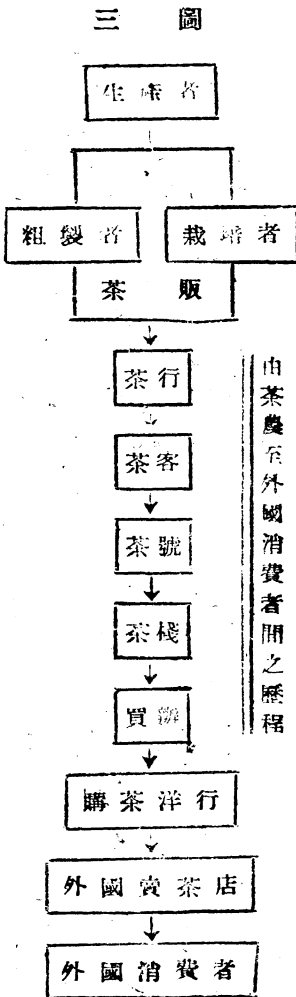 三圖
生產者
粗製者
栽培者
茶販
茶行
茶客
茶號
茶棧
買辦
購茶洋行
外國賣茶店
外國消費者
由茶農至外國消費者間之歷程